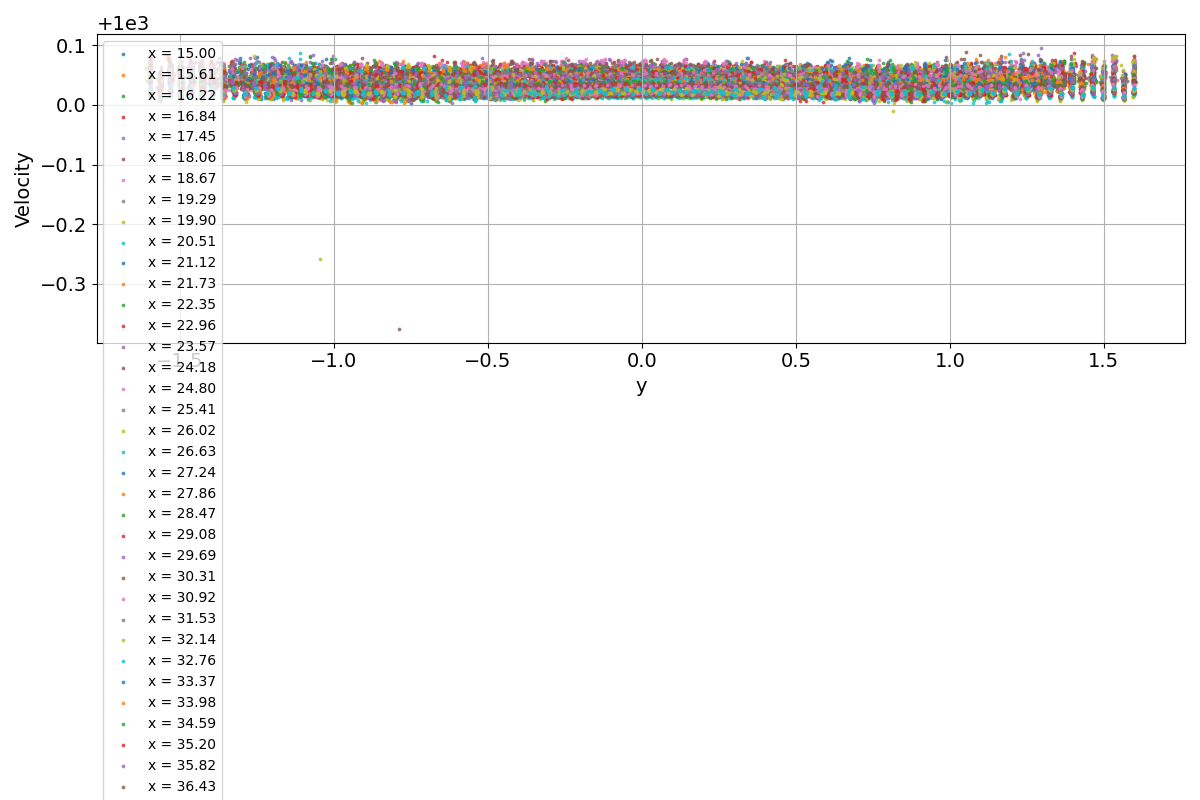 +1e3
0.1
0.0
−0.1
−0.2
−0.3
Velocity
−1.5
−1.0
−0.5
0.0
0.5
1.0
1.5
y
x = 15.00
x = 15.61
x = 16.22
x = 16.84
x = 17.45
x = 18.06
x = 18.67
x = 19.29
x = 19.90
x = 20.51
x = 21.12
x = 21.73
x = 22.35
x = 22.96
x = 23.57
x = 24.18
x = 24.80
x = 25.41
x = 26.02
x = 26.63
x = 27.24
x = 27.86
x = 28.47
x = 29.08
x = 29.69
x = 30.31
x = 30.92
x = 31.53
x = 32.14
x = 32.76
x = 33.37
x = 33.98
x = 34.59
x = 35.20
x = 35.82
x = 36.43